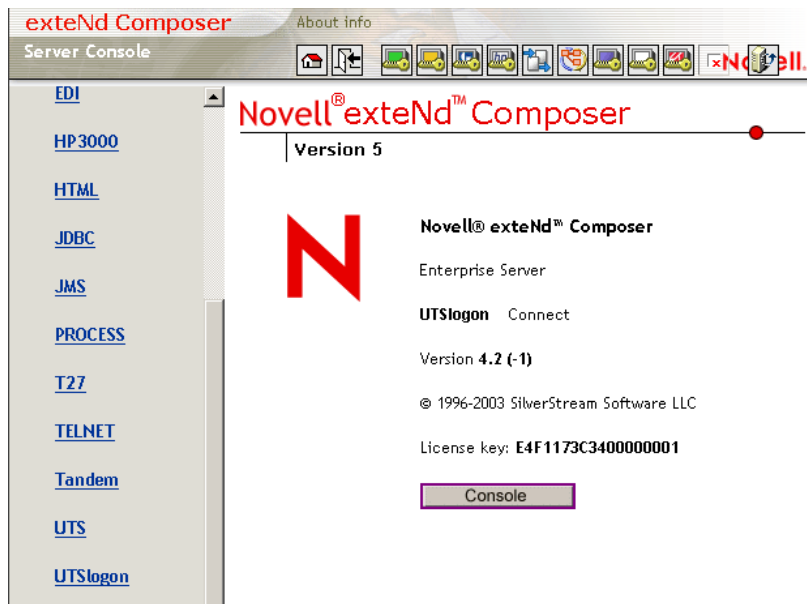 exteNd Composer
About info
Server Console
EDI
HP3000
HTML
JDBC
JMS
PROCESS
T27
TELNET
Tandem
UTS
UTSlogon
Novell® exteNd™ Composer
Version 5
Novell® exteNd™ Composer
Enterprise Server
UTSlogon Connect
Version 4.2 (-1)
© 1996-2003 SilverStream Software LLC
License key: E4F1173C3400000001
Console